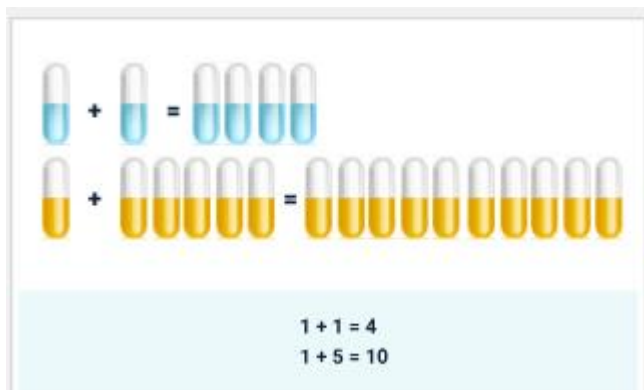 + =
+ =
1 + 1 = 4
1 + 5 = 10